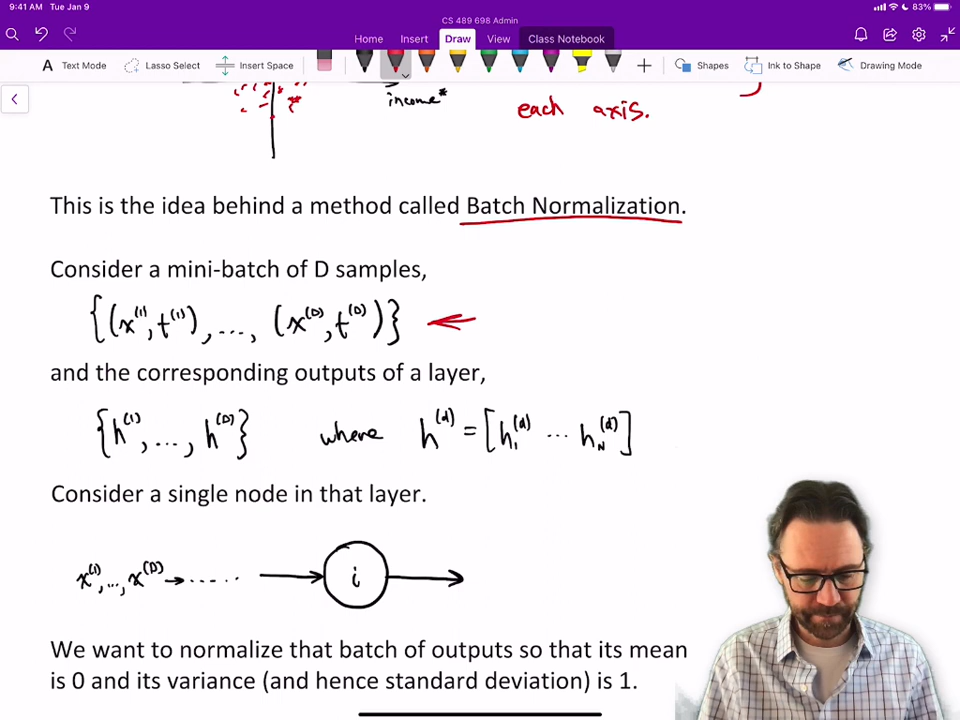 9:41 AM Tue Jan 9
83%
CS 489 698 Admin
Home Insert Draw View Class Notebook
A Text Mode Lasso Select Insert Space Shapes Ink to Shape Drawing Mode
income*
each axis.
This is the idea behind a method called Batch Normalization.
Consider a mini-batch of D samples,
{(x⁽¹⁾, t⁽¹⁾), ..., (x⁽ᴰ⁾, t⁽ᴰ⁾)}
and the corresponding outputs of a layer,
{h⁽¹⁾, ..., h⁽ᴰ⁾} where h⁽ᵈ⁾ = [h₁⁽ᵈ⁾ ... h_N⁽ᵈ⁾]
Consider a single node in that layer.
x⁽¹⁾, ..., x⁽ᴰ⁾ → ..... i
We want to normalize that batch of outputs so that its mean
is 0 and its variance (and hence standard deviation) is 1.